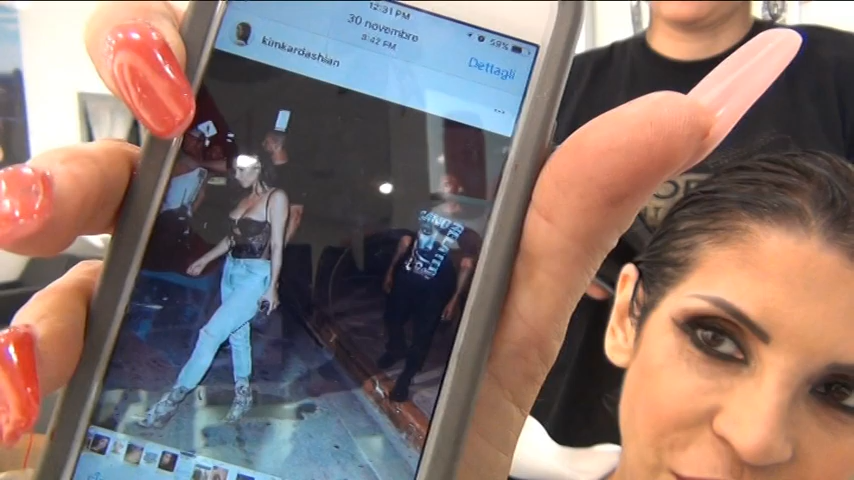 12:31 PM
59%
30 novembre
8:42 PM
Dettagli
kimkardashian
...